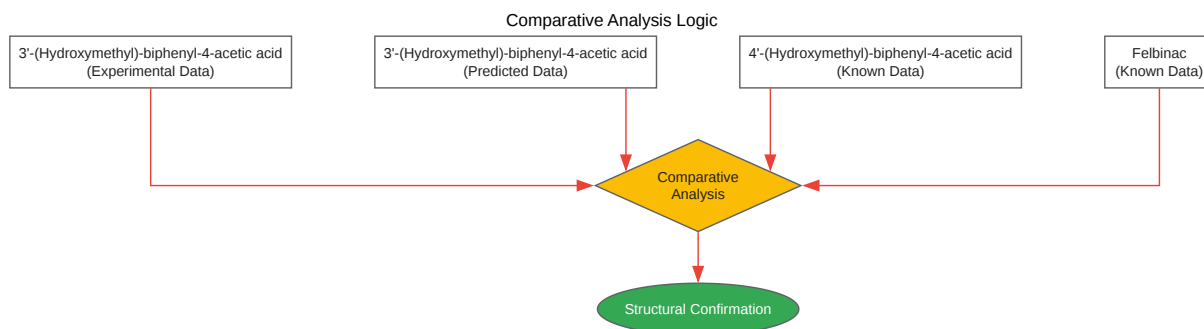 Comparative Analysis Logic
3'-(Hydroxymethyl)-biphenyl-4-acetic acid
(Experimental Data)
3'-(Hydroxymethyl)-biphenyl-4-acetic acid
(Predicted Data)
4'-(Hydroxymethyl)-biphenyl-4-acetic acid
(Known Data)
Felbinac
(Known Data)
Comparative
Analysis
Structural Confirmation